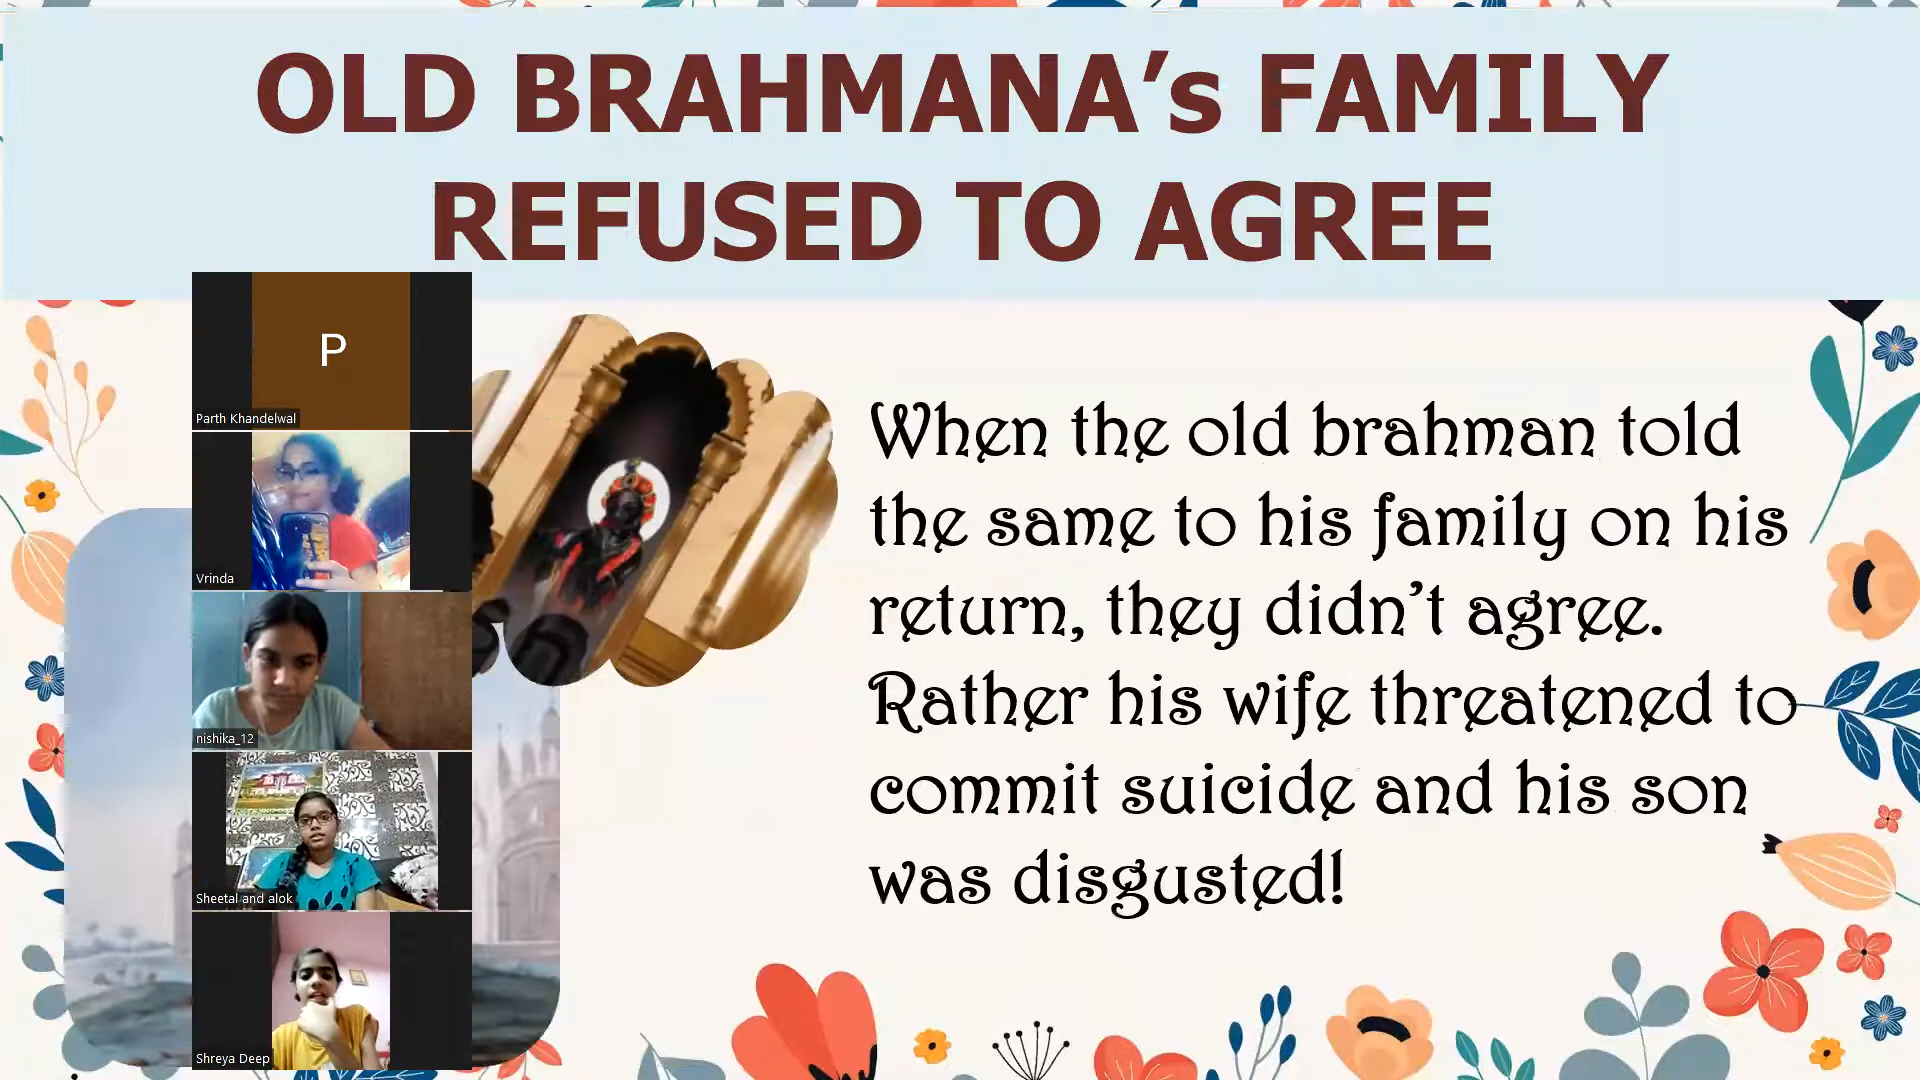 OLD BRAHMANA’s FAMILY
REFUSED TO AGREE
P
Parth Khandelwal
Vrinda
nishika_12
Sheetal and alok
Shreya Deep
When the old brahman told
the same to his family on his
return, they didn’t agree.
Rather his wife threatened to
commit suicide and his son
was disgusted!